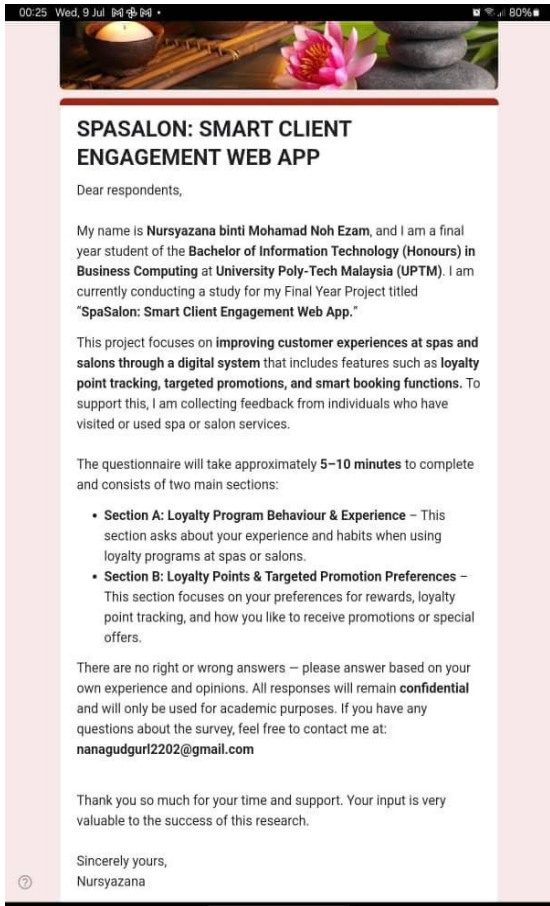 00:25 Wed, 9 Jul
80%
SPASALON: SMART CLIENT
ENGAGEMENT WEB APP
Dear respondents,
My name is Nursyazana binti Mohamad Noh Ezam, and I am a final
year student of the Bachelor of Information Technology (Honours) in
Business Computing at University Poly-Tech Malaysia (UPTM). I am
currently conducting a study for my Final Year Project titled
“SpaSalon: Smart Client Engagement Web App.”
This project focuses on improving customer experiences at spas and
salons through a digital system that includes features such as loyalty
point tracking, targeted promotions, and smart booking functions. To
support this, I am collecting feedback from individuals who have
visited or used spa or salon services.
The questionnaire will take approximately 5–10 minutes to complete
and consists of two main sections:
• Section A: Loyalty Program Behaviour & Experience – This
section asks about your experience and habits when using
loyalty programs at spas or salons.
• Section B: Loyalty Points & Targeted Promotion Preferences –
This section focuses on your preferences for rewards, loyalty
point tracking, and how you like to receive promotions or special
offers.
There are no right or wrong answers — please answer based on your
own experience and opinions. All responses will remain confidential
and will only be used for academic purposes. If you have any
questions about the survey, feel free to contact me at:
nanagudgurl2202@gmail.com
Thank you so much for your time and support. Your input is very
valuable to the success of this research.
Sincerely yours,
Nursyazana